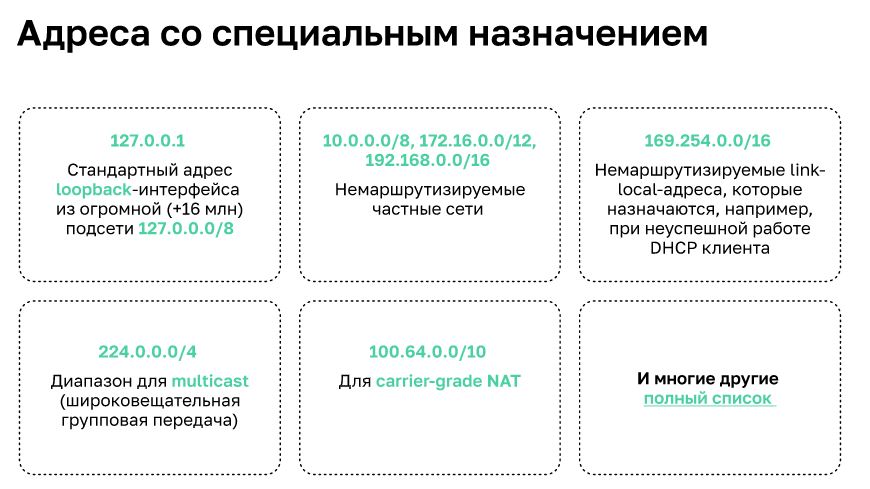 Адреса со специальным назначением
127.0.0.1
Стандартный адрес
loopback-интерфейса
из огромной (+16 млн)
подсети 127.0.0.0/8
10.0.0.0/8, 172.16.0.0/12,
192.168.0.0/16
Немаршрутизируемые
частные сети
169.254.0.0/16
Немаршрутизируемые link-
local-адреса, которые
назначаются, например,
при неуспешной работе
DHCP клиента
224.0.0.0/4
Диапазон для multicast
(широковещательная
групповая передача)
100.64.0.0/10
Для carrier-grade NAT
И многие другие
полный список